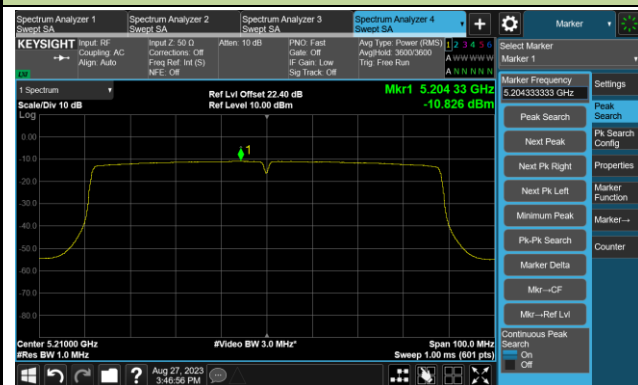 Spectrum Analyzer 1
Swept SA
Spectrum Analyzer 2
Swept SA
Spectrum Analyzer 3
Swept SA
Spectrum Analyzer 4
Swept SA
+
Marker
KEYSIGHT
Input: RF
Coupling: AC
Align: Auto
Input Z: 50 Ω
Corrections: Off
Freq Ref: Int (S)
NFE: Off
Atten: 10 dB
PNO: Fast
Gate: Off
IF Gain: Low
Sig Track: Off
Avg Type: Power (RMS)
Avg|Hold: 3600/3600
Trig: Free Run
1 2 3 4 5 6
A W W W W W
A N N N N N
Select Marker
Marker 1
1 Spectrum
Scale/Div 10 dB
Log
Ref Lvl Offset 22.40 dB
Ref Level 10.00 dBm
Mkr1 5.204 33 GHz
-10.826 dBm
1
0.00
-10.0
-20.0
-30.0
-40.0
-50.0
-60.0
-70.0
-80.0
Center 5.21000 GHz
#Res BW 1.0 MHz
#Video BW 3.0 MHz*
Span 100.0 MHz
Sweep 1.00 ms (601 pts)
Marker Frequency
5.204333333 GHz
Peak Search
Next Peak
Next Pk Right
Next Pk Left
Minimum Peak
Pk-Pk Search
Marker Delta
Mkr→CF
Mkr→Ref Lvl
Continuous Peak
Search
On
Off
Settings
Peak
Search
Pk Search
Config
Properties
Marker
Function
Marker→
Counter
?
Aug 27, 2023
3:46:56 PM